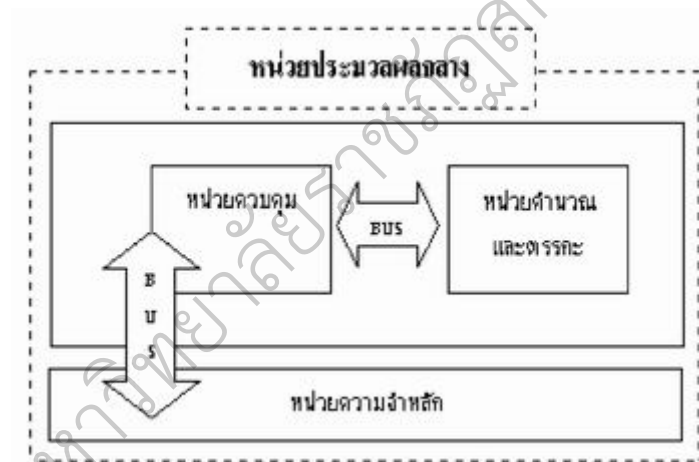 หน่วยประมวลผลกลาง
หน่วยควบคุม
BUS
หน่วยคำนวณ
และตรรกะ
B
U
S
หน่วยความจำหลัก